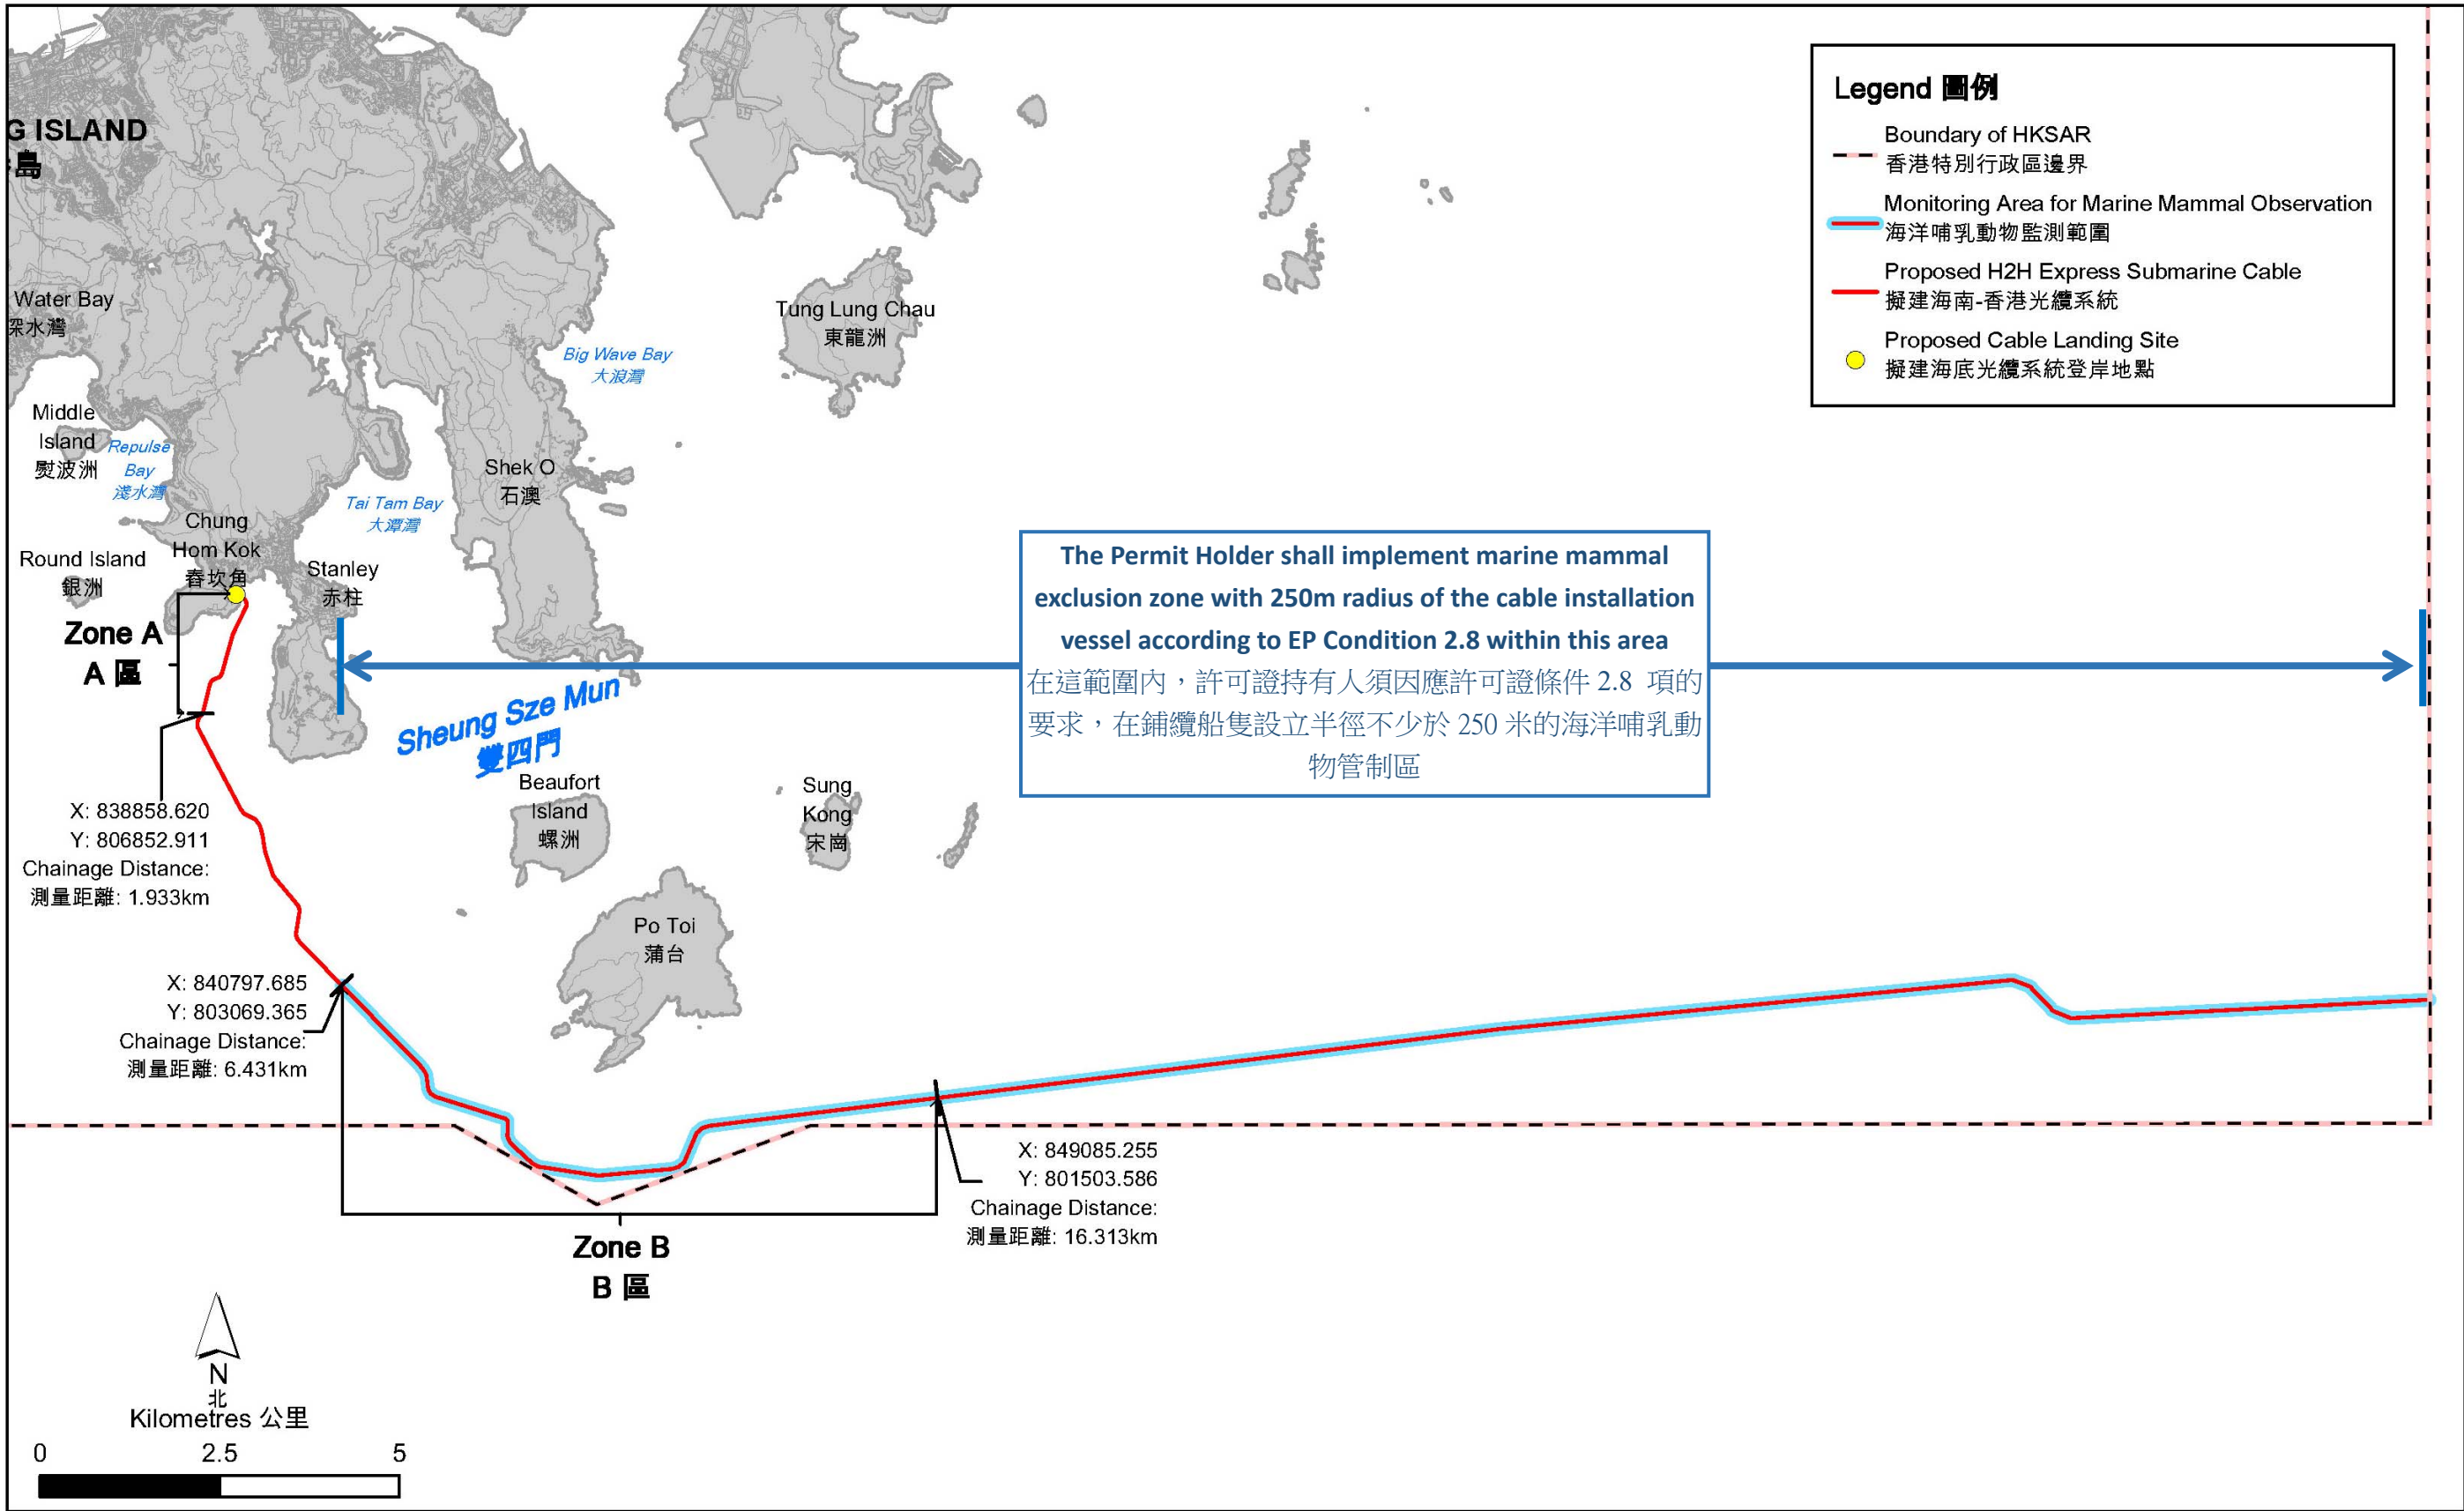 G ISLAND
島
Water Bay
深水灣
Middle
Island
熨波洲
Repulse
Bay
淺水灣
Chung
Hom Kok
舂坎角
Round Island
銀洲
Stanley
赤柱
Tai Tam Bay
大潭灣
Big Wave Bay
大浪灣
Shek O
石澳
Tung Lung Chau
東龍洲
Sheung Sze Mun
雙四門
Beaufort
Island
螺洲
Sung
Kong
宋崗
Po Toi
蒲台
Zone A
A 區
X: 838858.620
Y: 806852.911
Chainage Distance:
測量距離: 1.933km
X: 840797.685
Y: 803069.365
Chainage Distance:
測量距離: 6.431km
X: 849085.255
Y: 801503.586
Chainage Distance:
測量距離: 16.313km
Zone B
B 區
The Permit Holder shall implement marine mammal
exclusion zone with 250m radius of the cable installation
vessel according to EP Condition 2.8 within this area
在這範圍內，許可證持有人須因應許可證條件 2.8 項的
要求，在鋪纜船隻設立半徑不少於 250 米的海洋哺乳動
物管制區
Legend 圖例
Boundary of HKSAR
香港特別行政區邊界
Monitoring Area for Marine Mammal Observation
海洋哺乳動物監測範圍
Proposed H2H Express Submarine Cable
擬建海南-香港光纜系統
Proposed Cable Landing Site
擬建海底光纜系統登岸地點
N
北
Kilometres 公里
0 2.5 5